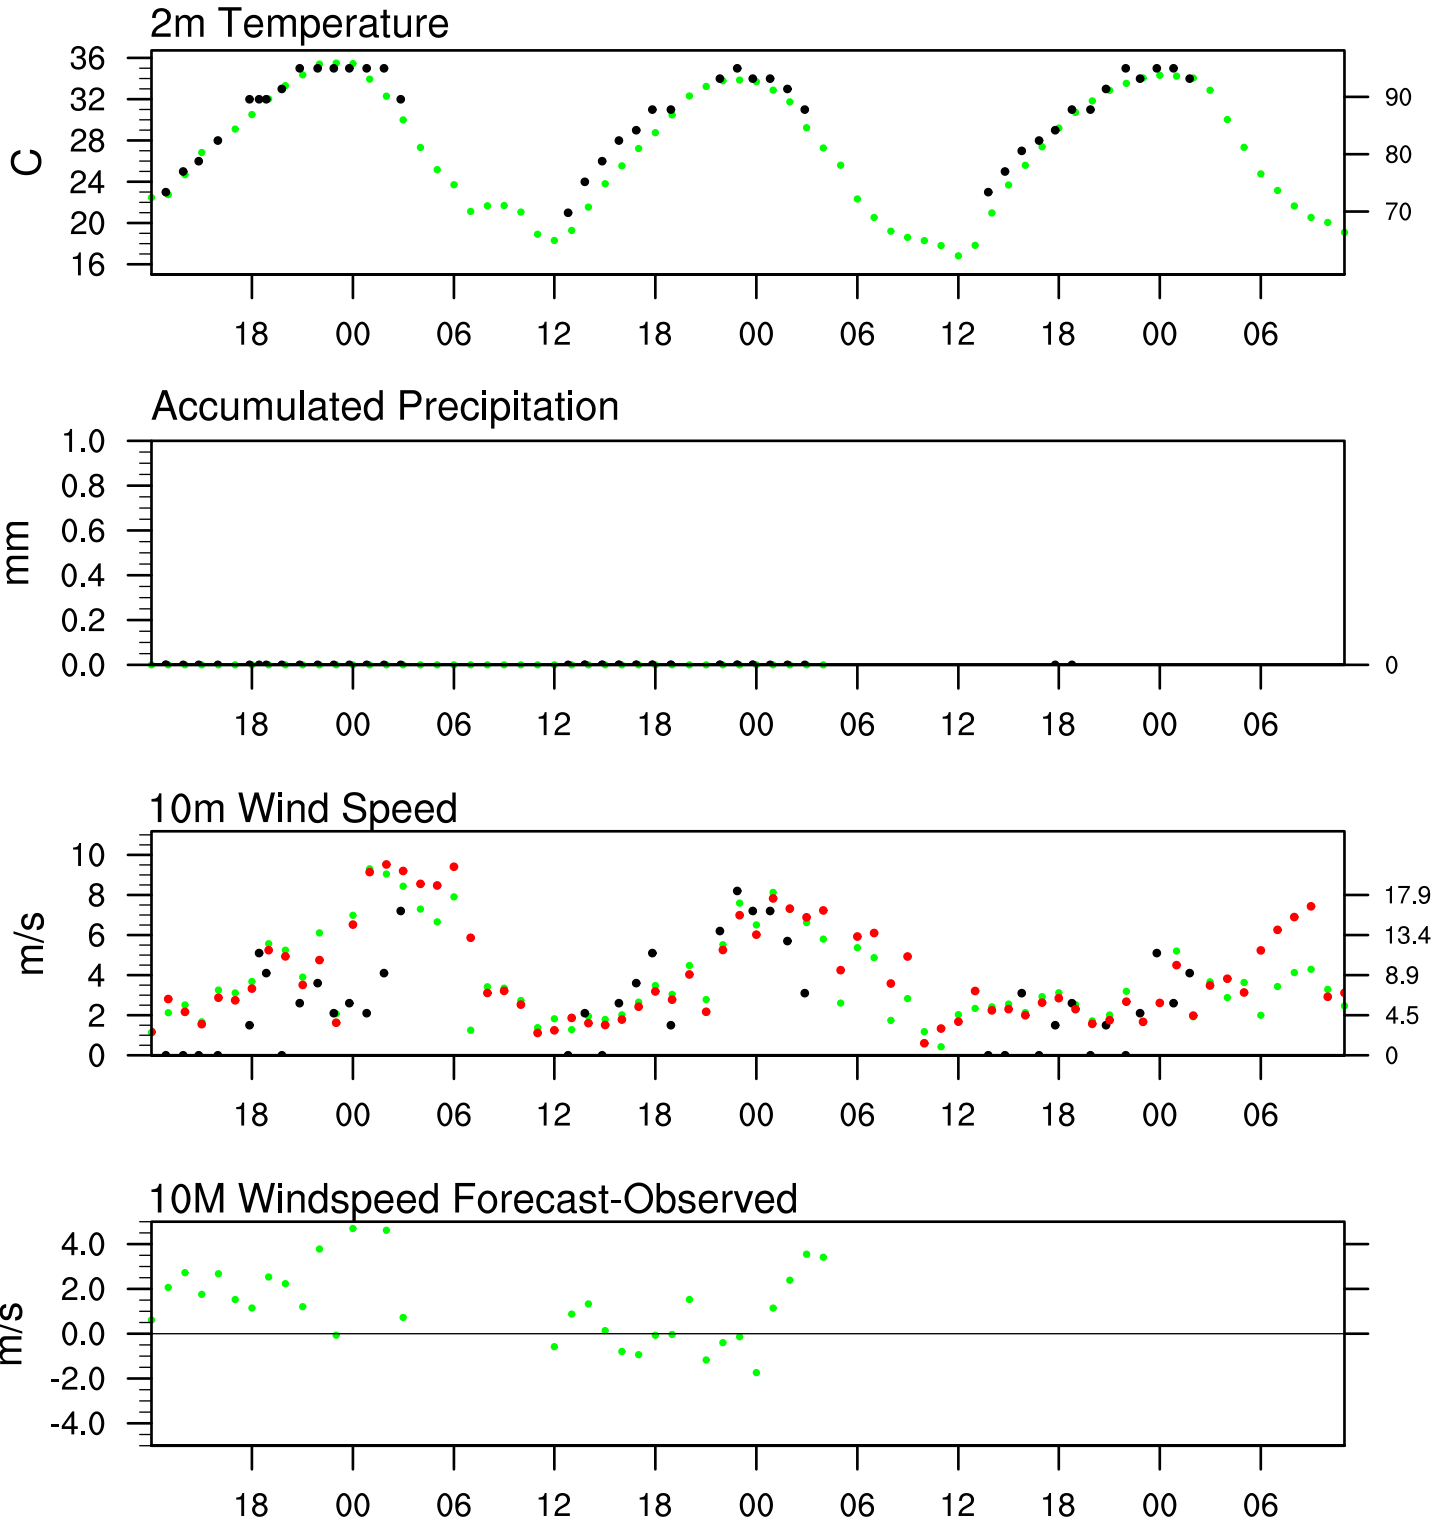 2m Temperature
C
36
32
28
24
20
16
90
80
70
18 00 06 12 18 00 06 12 18 00 06
Accumulated Precipitation
mm
1.0
0.8
0.6
0.4
0.2
0.0
0
18 00 06 12 18 00 06 12 18 00 06
10m Wind Speed
m/s
10
8
6
4
2
0
17.9
13.4
8.9
4.5
0
18 00 06 12 18 00 06 12 18 00 06
10M Windspeed Forecast-Observed
m/s
4.0
2.0
0.0
-2.0
-4.0
18 00 06 12 18 00 06 12 18 00 06